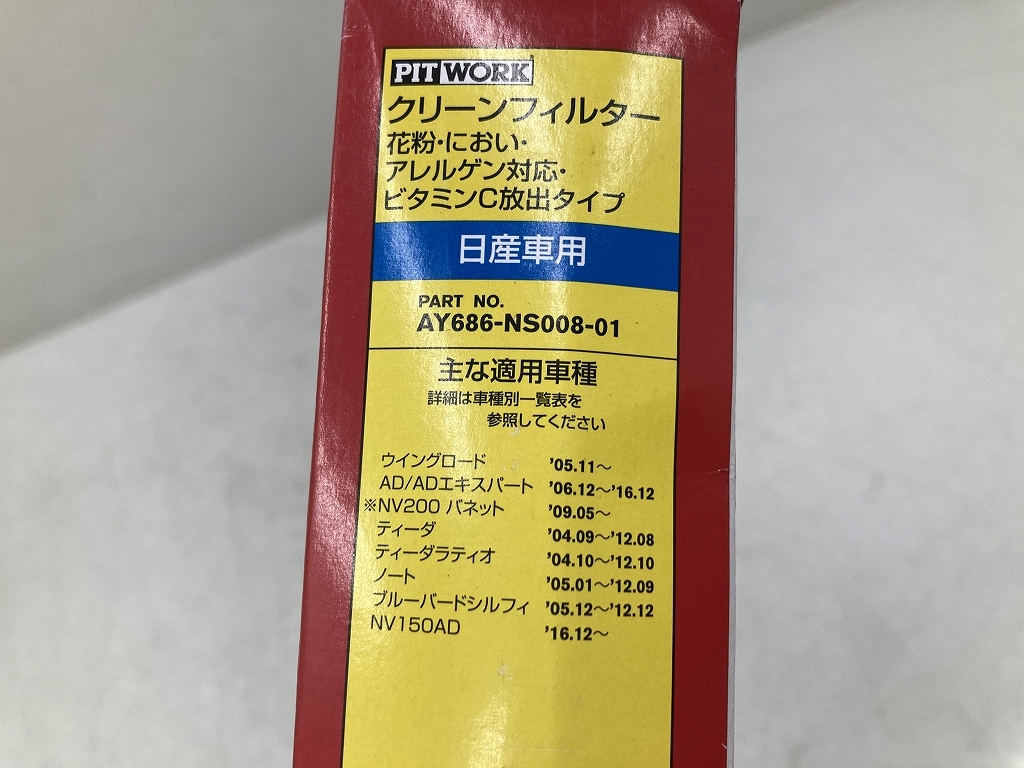 PIT WORK
クリーンフィルター
花粉・におい・
アレルゲン対応・
ビタミンC放出タイプ
日産車用
PART NO.
AY686-NS008-01
主な適用車種
詳細は車種別一覧表を
参照してください
ウイングロード '05.11〜
AD/ADエキスパート '06.12〜'16.12
※NV200 バネット '09.05〜
ティーダ '04.09〜'12.08
ティーダラティオ '04.10〜'12.10
ノート '05.01〜'12.09
ブルーバードシルフィ '05.12〜'12.12
NV150AD '16.12〜